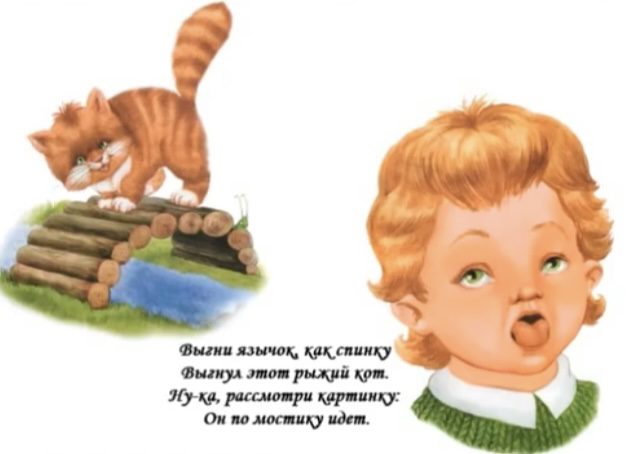 Выгни язычок, как спинку
Выгнул этот рыжий кот.
Ну-ка, рассмотри картинку:
Он по мостику идет.